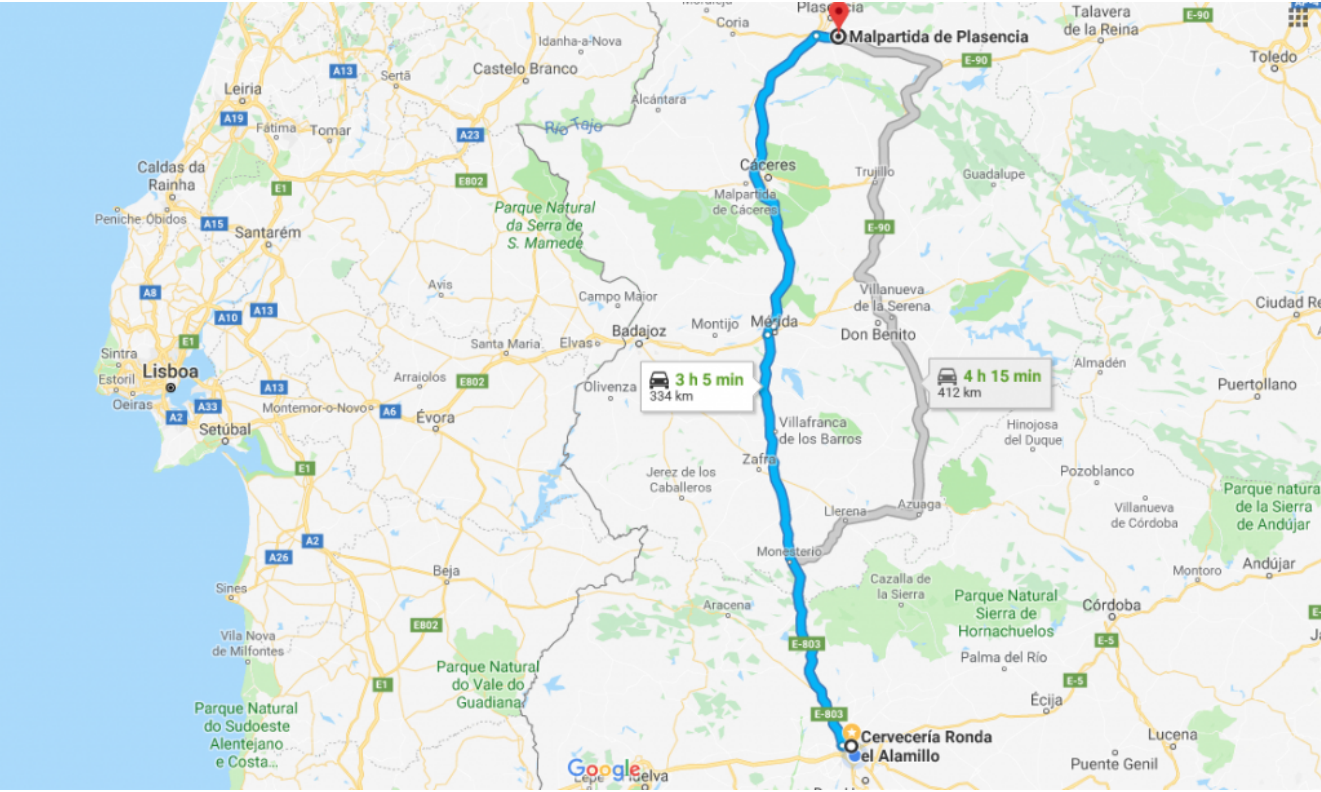 Plasencia
Coria
Talavera
de la Reina
E-90
Malpartida de Plasencia
Idanha-a-Nova
E-90
Toledo
A13
Castelo Branco
Sertã
Leiria
Alcántara
A19
Fátima
Tomar
A23
Río Tajo
Caldas da
Rainha
Cáceres
Trujillo
Guadalupe
E1
E802
Malpartida
de Cáceres
Peniche
Óbidos
A15
Santarém
Parque Natural
da Serra de
S. Mamede
E-90
Avis
A8
Campo Maior
Villanueva
de la Serena
A10
A13
Badajoz
Montijo
Mérida
Don Benito
E1
Santa Maria
Elvas
Sintra
Estoril
Lisboa
Oeiras
3 h 5 min
334 km
4 h 15 min
412 km
Almadén
Puertollano
A13
Arraiolos
E802
Olivenza
A33
A2
Montemor-o-Novo
A6
Évora
Setúbal
Villafranca
de los Barros
Hinojosa
del Duque
E1
Zafra
Jerez de los
Caballeros
Pozoblanco
Parque natura
de la Sierra
de Andújar
Llerena
Azuaga
Villanueva
de Córdoba
A2
A26
Monesterio
Beja
Montoro
Andújar
Sines
Cazalla de
la Sierra
Parque Natural
Sierra de
Hornachuelos
Aracena
Córdoba
E802
Vila Nova
de Milfontes
E-803
E-5
Palma del Río
Parque Natural
do Vale do
Guadiana
E1
E-5
Écija
Parque Natural
do Sudoeste
Alentejano
e Costa...
E-803
Cervecería Ronda
el Alamillo
Lucena
Puente Genil
Google
Lepe